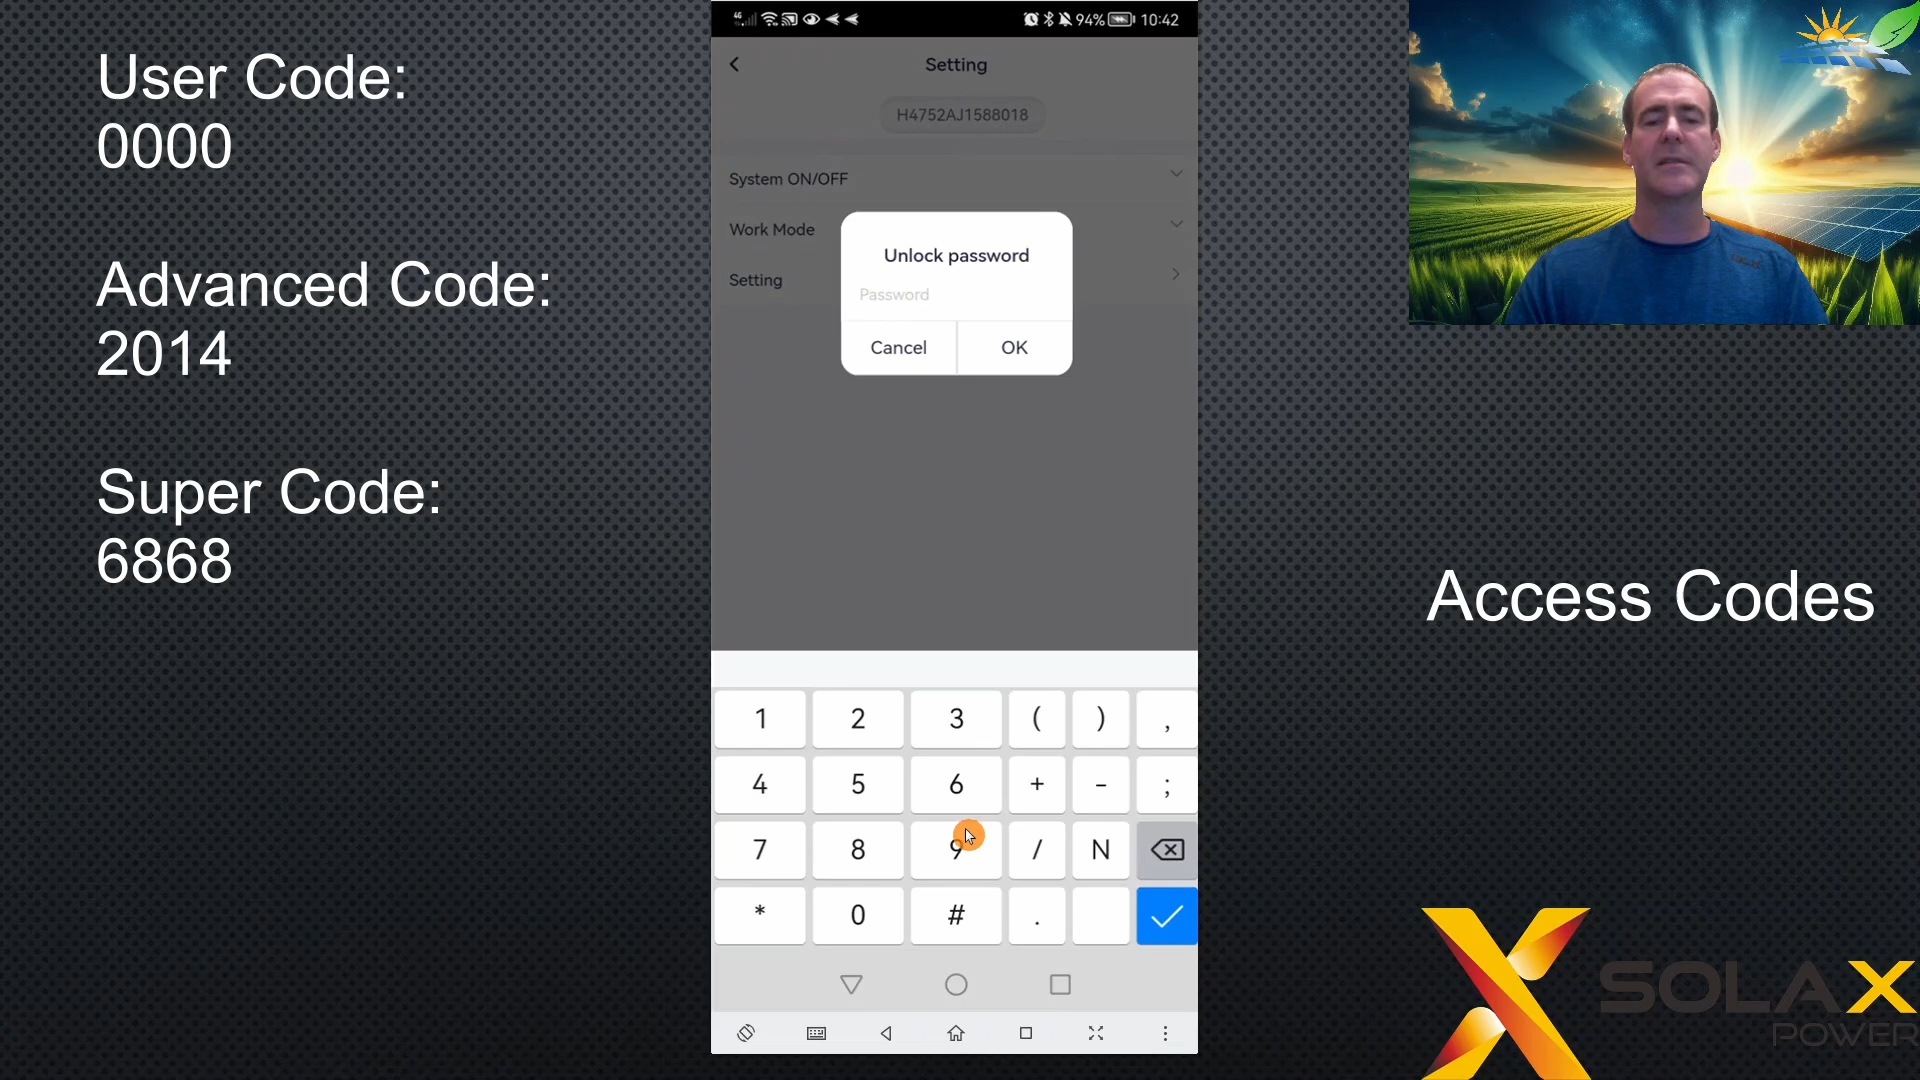 User Code:
0000
Advanced Code:
2014
Super Code:
6868
94% 10:42
Setting
H4752AJ1588018
System ON/OFF
Work Mode
Setting
Unlock password
Password
Cancel OK
1 2 3 ( ) ,
4 5 6 + - ;
7 8 9 / N
* 0 # .
Access Codes
SOLAX
POWER